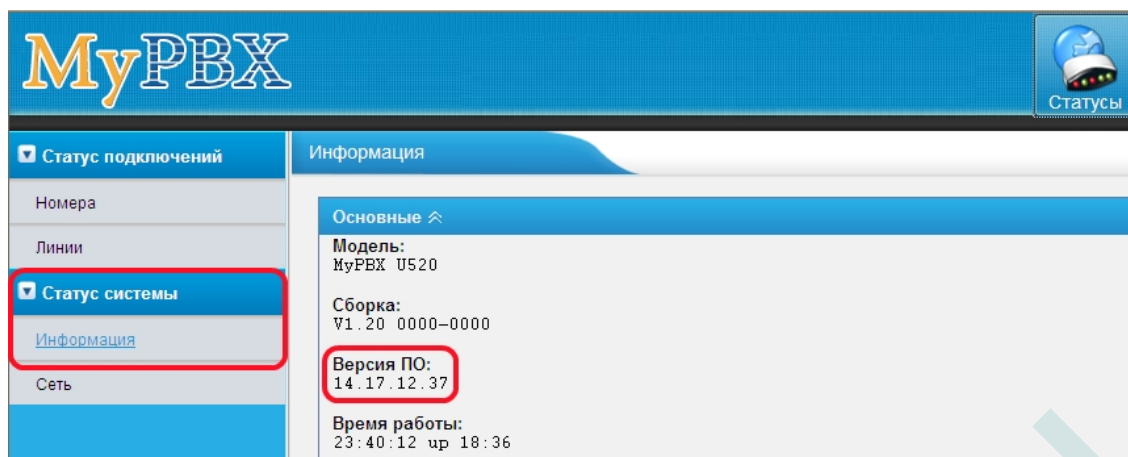 MyPBX
Статусы
Статус подключений
Номера
Линии
Статус системы
Информация
Сеть
Информация
Основные
Модель:
MyPBX U520
Сборка:
V1.20 0000-0000
Версия ПО:
14.17.12.37
Время работы:
23:40:12 up 18:36